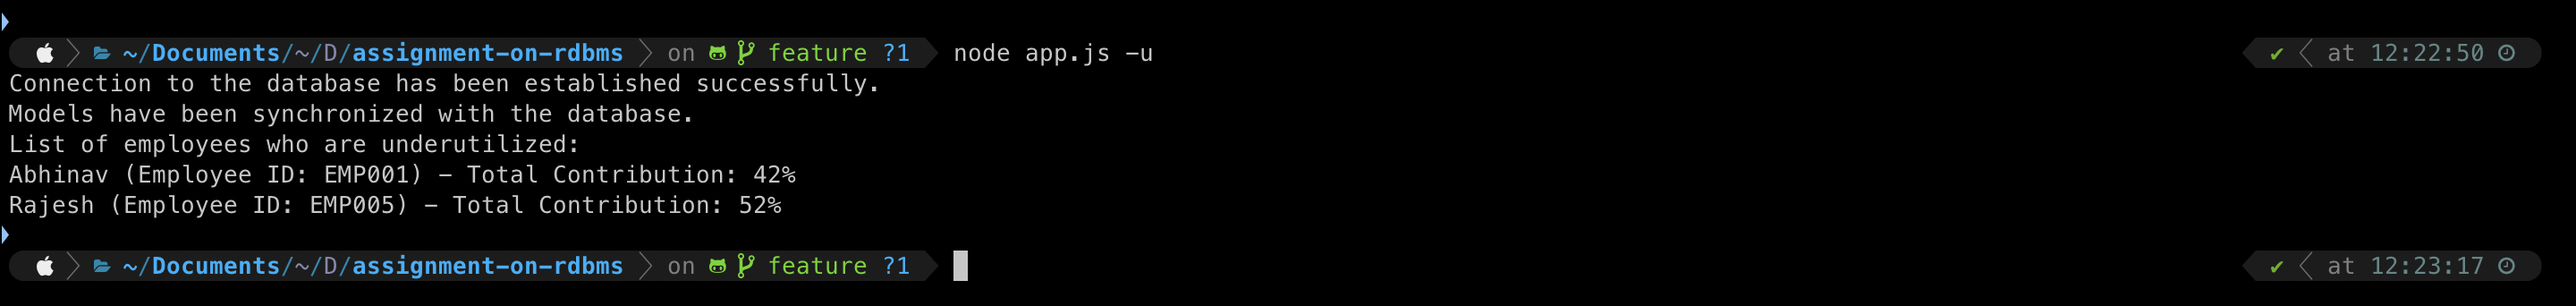 ~/Documents/~/D/assignment-on-rdbms on feature ?1 node app.js -u ✔ at 12:22:50
Connection to the database has been established successfully.
Models have been synchronized with the database.
List of employees who are underutilized:
Abhinav (Employee ID: EMP001) - Total Contribution: 42%
Rajesh (Employee ID: EMP005) - Total Contribution: 52%
~/Documents/~/D/assignment-on-rdbms on feature ?1 ✔ at 12:23:17